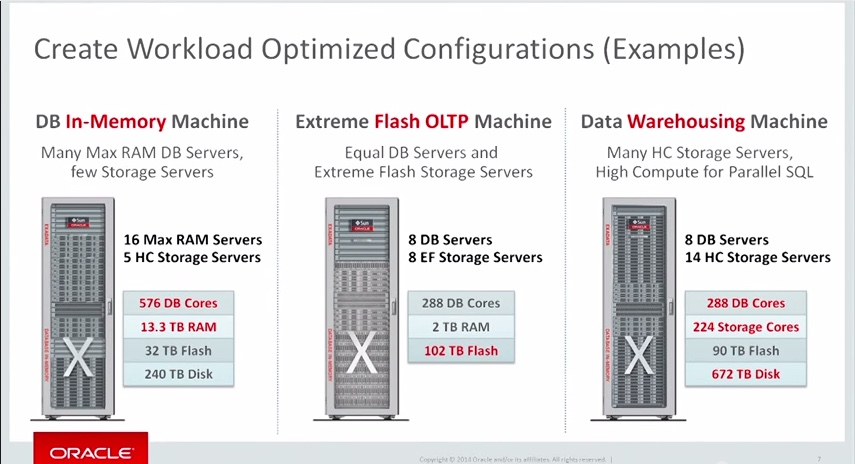 Create Workload Optimized Configurations (Examples)
DB In-Memory Machine
Many Max RAM DB Servers,
few Storage Servers
16 Max RAM Servers
5 HC Storage Servers
576 DB Cores
13.3 TB RAM
32 TB Flash
240 TB Disk
X
Extreme Flash OLTP Machine
Equal DB Servers and
Extreme Flash Storage Servers
8 DB Servers
8 EF Storage Servers
288 DB Cores
2 TB RAM
102 TB Flash
X
Data Warehousing Machine
Many HC Storage Servers,
High Compute for Parallel SQL
8 DB Servers
14 HC Storage Servers
288 DB Cores
224 Storage Cores
90 TB Flash
672 TB Disk
X
ORACLE
Copyright © 2014 Oracle and/or its affiliates. All rights reserved. |
7